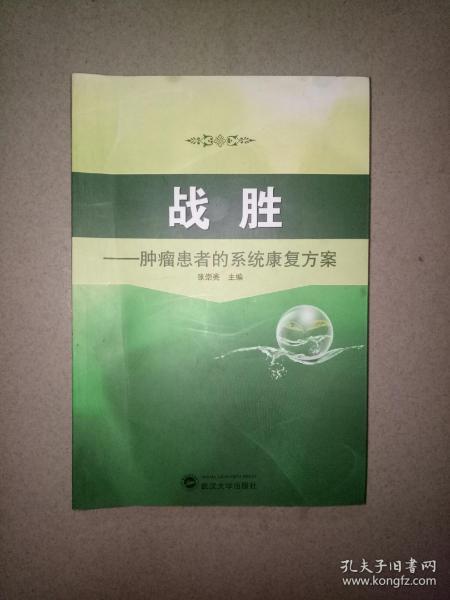 战 胜
——肿瘤患者的系统康复方案
张崇亮 主编
武汉大学出版社
孔夫子旧书网
www.kongfz.com